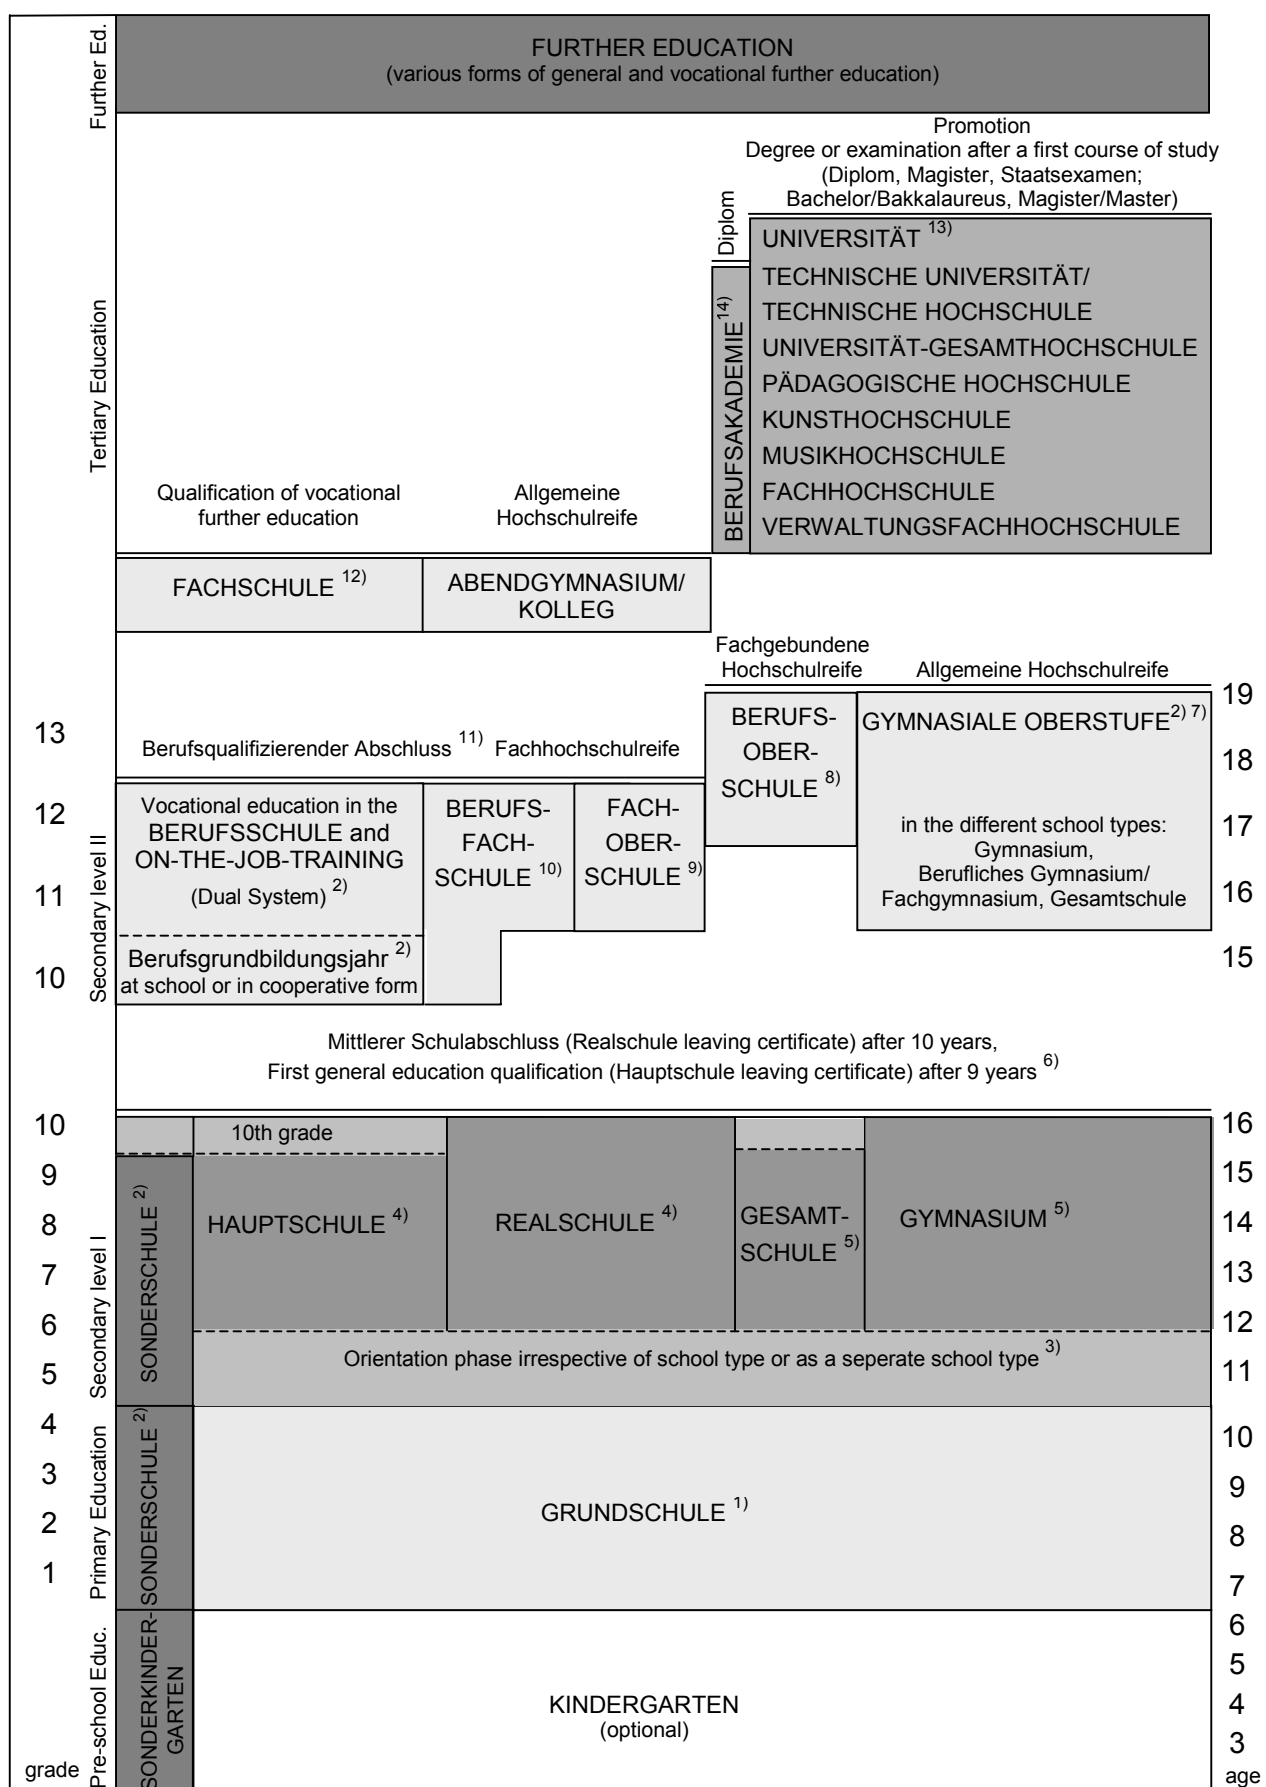 Further Ed.
FURTHER EDUCATION
(various forms of general and vocational further education)
Promotion
Degree or examination after a first course of study
(Diplom, Magister, Staatsexamen;
Bachelor/Bakkalaureus, Magister/Master)
Diplom
Tertiary Education
BERUFSAKADEMIE 14)
UNIVERSITÄT 13)
TECHNISCHE UNIVERSITÄT/
TECHNISCHE HOCHSCHULE
UNIVERSITÄT-GESAMTHOCHSCHULE
PÄDAGOGISCHE HOCHSCHULE
KUNSTHOCHSCHULE
MUSIKHOCHSCHULE
FACHHOCHSCHULE
VERWALTUNGSFACHHOCHSCHULE
Qualification of vocational
further education
Allgemeine
Hochschulreife
FACHSCHULE 12)
ABENDGYMNASIUM/
KOLLEG
Fachgebundene
Hochschulreife
Allgemeine Hochschulreife
13
12
11
10
Secondary level II
Berufsqualifizierender Abschluss 11) Fachhochschulreife
Vocational education in the
BERUFSSCHULE and
ON-THE-JOB-TRAINING
(Dual System) 2)
Berufsgrundbildungsjahr 2)
at school or in cooperative form
BERUFS-
FACH-
SCHULE 10)
FACH-
OBER-
SCHULE 9)
BERUFS-
OBER-
SCHULE 8)
GYMNASIALE OBERSTUFE 2) 7)
in the different school types:
Gymnasium,
Berufliches Gymnasium/
Fachgymnasium, Gesamtschule
19
18
17
16
15
Mittlerer Schulabschluss (Realschule leaving certificate) after 10 years,
First general education qualification (Hauptschule leaving certificate) after 9 years 6)
10
9
8
7
6
5
Secondary level I
SONDERSCHULE 2)
10th grade
HAUPTSCHULE 4)
REALSCHULE 4)
GESAMT-
SCHULE 5)
GYMNASIUM 5)
Orientation phase irrespective of school type or as a seperate school type 3)
16
15
14
13
12
11
4
3
2
1
Primary Education
SONDERSCHULE 2)
GRUNDSCHULE 1)
10
9
8
7
grade
Pre-school Educ.
SONDERKINDER-
GARTEN
KINDERGARTEN
(optional)
6
5
4
3
age